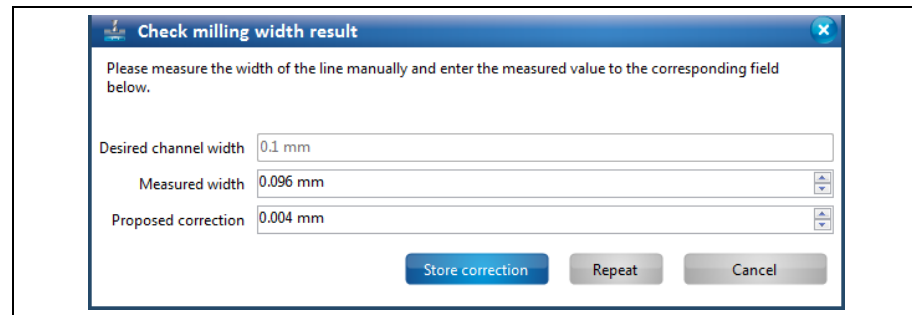 Check milling width result
Please measure the width of the line manually and enter the measured value to the corresponding field
below.
Desired channel width 0.1 mm
Measured width 0.096 mm
Proposed correction 0.004 mm
Store correction Repeat Cancel